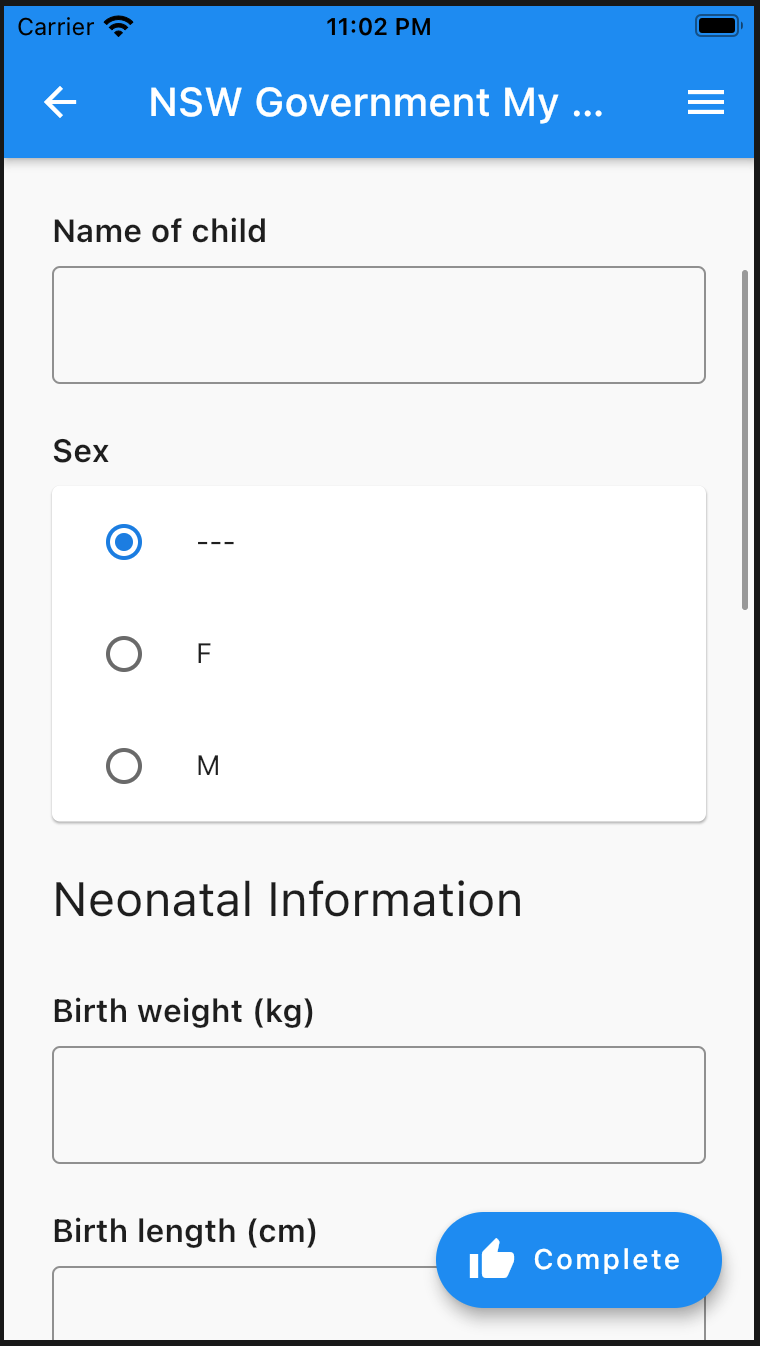 Carrier 11:02 PM
NSW Government My ...
Name of child
Sex
---
F
M
Neonatal Information
Birth weight (kg)
Birth length (cm)
Complete